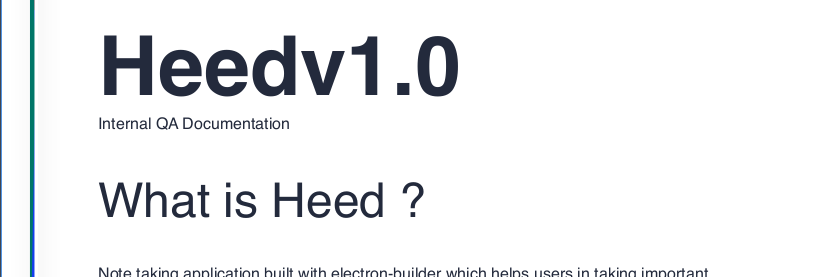 Heedv1.0
Internal QA Documentation
What is Heed ?
Note taking application built with electron-builder which helps users in taking important